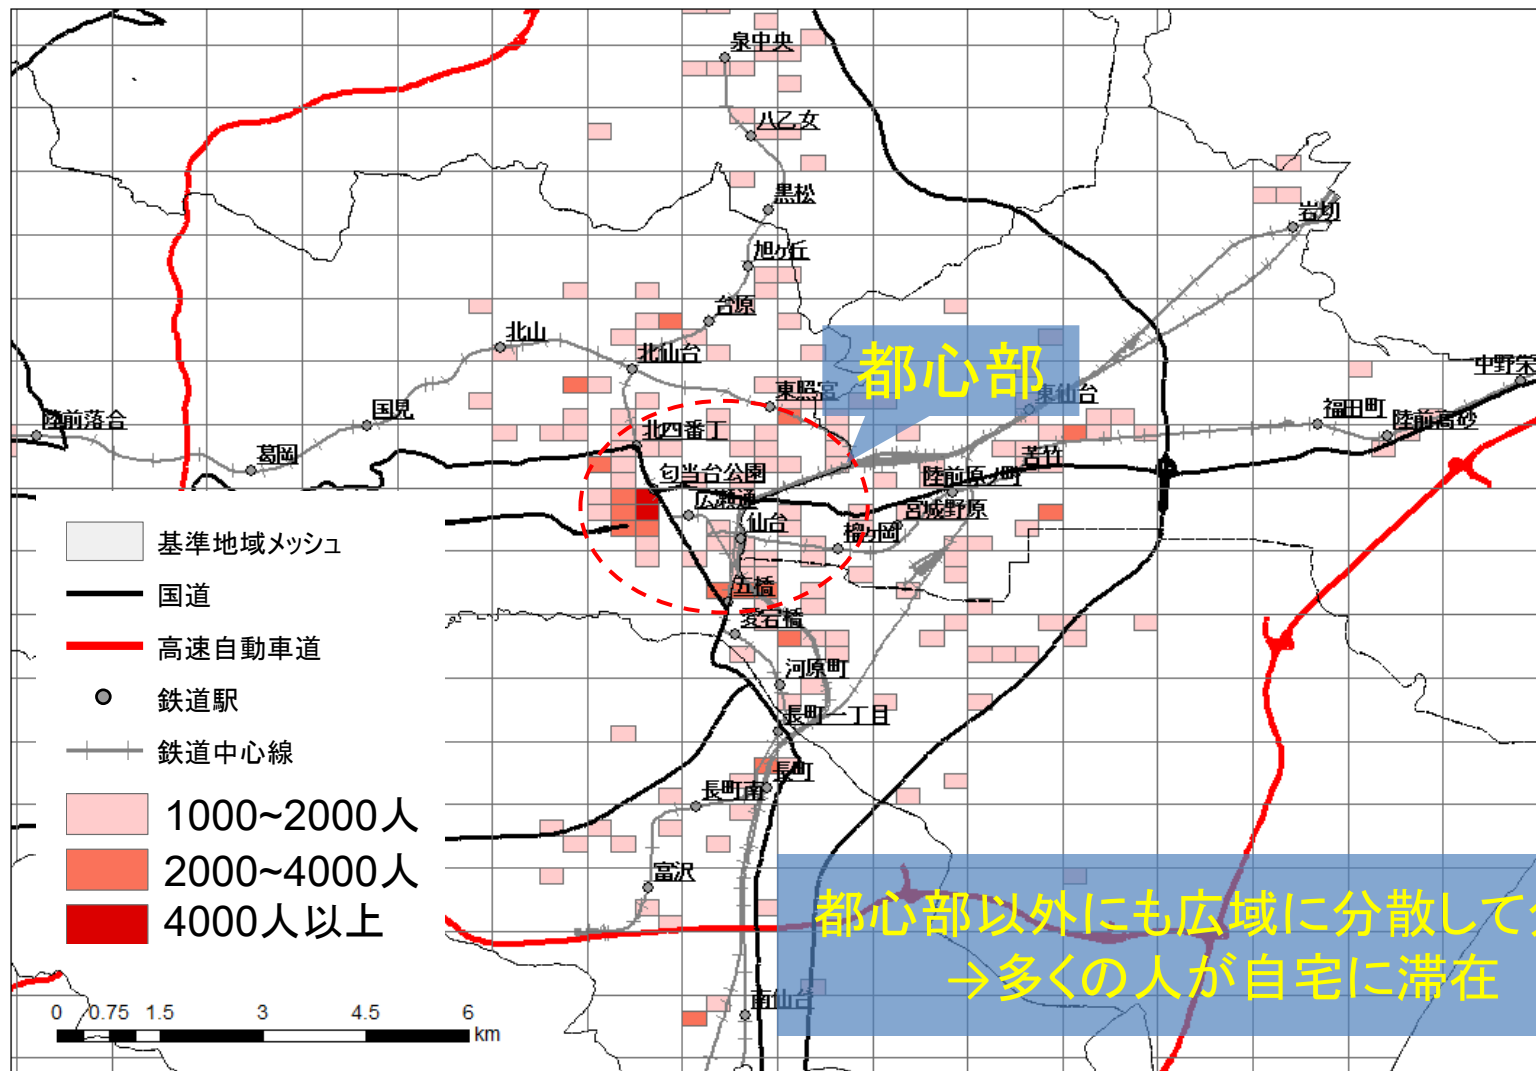 泉中央
八乙女
黒松
旭ヶ丘
台原
岩切
北山
北仙台
東照宮
都心部
東仙台
中野栄
国見
陸前落合
葛岡
北四番丁
福田町
陸前高砂
苦竹
匂当台公園
陸前原ノ町
広瀬通
宮城野原
仙台
榴ヶ岡
五橋
愛宕橋
河原町
長町一丁目
長町
長町南
富沢
南仙台
基準地域メッシュ
国道
高速自動車道
鉄道駅
鉄道中心線
1000~2000人
2000~4000人
4000人以上
都心部以外にも広域に分散して
→多くの人が自宅に滞在
0 0.75 1.5 3 4.5 6
km